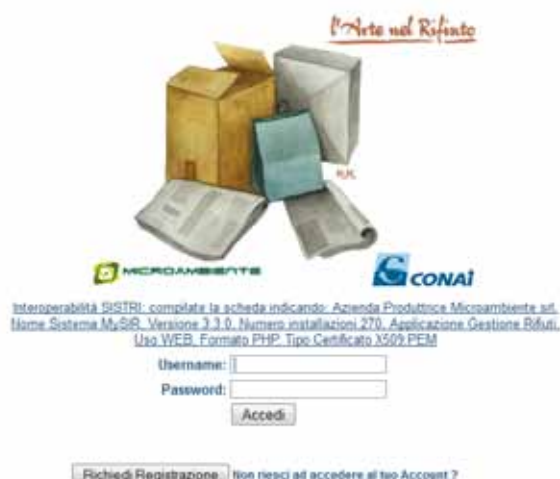 l'Arte nel Rifiuto
MICROAMBIENTE
CONAI
Interoperabilità SISTRI: compilate la scheda indicando: Azienda Produttrice Microambiente srl,
Nome Sistema MySiR, Versione 3.3.0, Numero installazioni 270, Applicazione Gestione Rifiuti,
Uso WEB, Formato PHP, Tipo Certificato X509 PEM
Username:
Password:
Accedi
Richiedi Registrazione Non riesci ad accedere al tuo Account ?